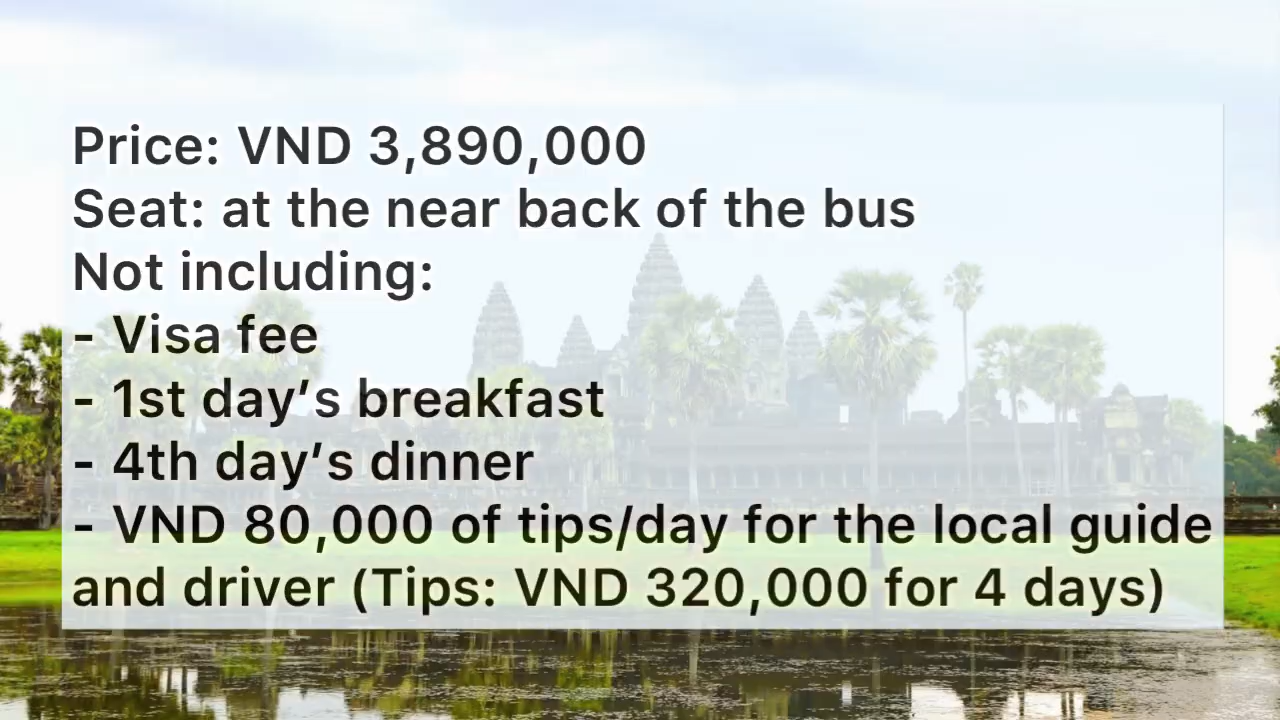 Price: VND 3,890,000
Seat: at the near back of the bus
Not including:
- Visa fee
- 1st day’s breakfast
- 4th day’s dinner
- VND 80,000 of tips/day for the local guide
and driver (Tips: VND 320,000 for 4 days)